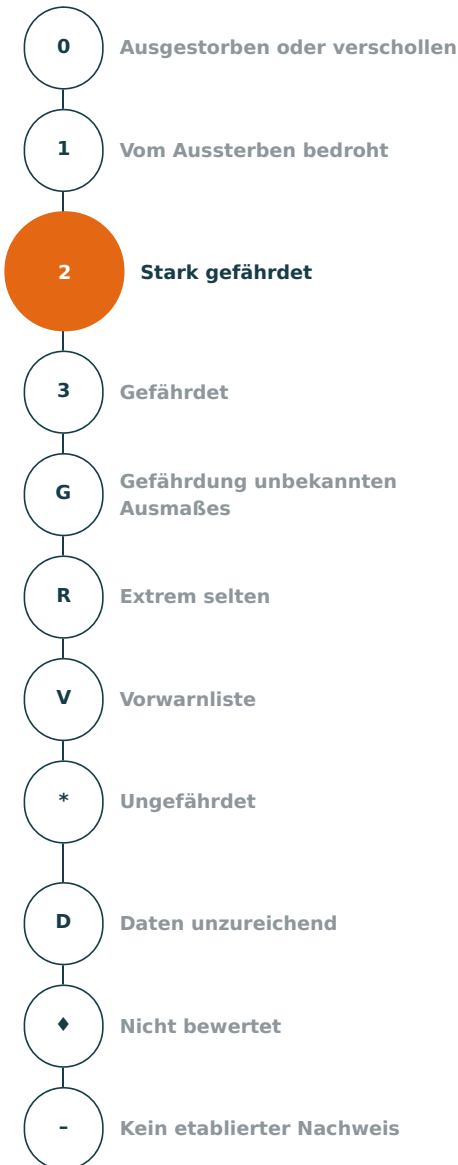 0 Ausgestorben oder verschollen
1 Vom Aussterben bedroht
2 Stark gefährdet
3 Gefährdet
G Gefährdung unbekannten
Ausmaßes
R Extrem selten
V Vorwarnliste
* Ungefährdet
D Daten unzureichend
♦ Nicht bewertet
– Kein etablierter Nachweis